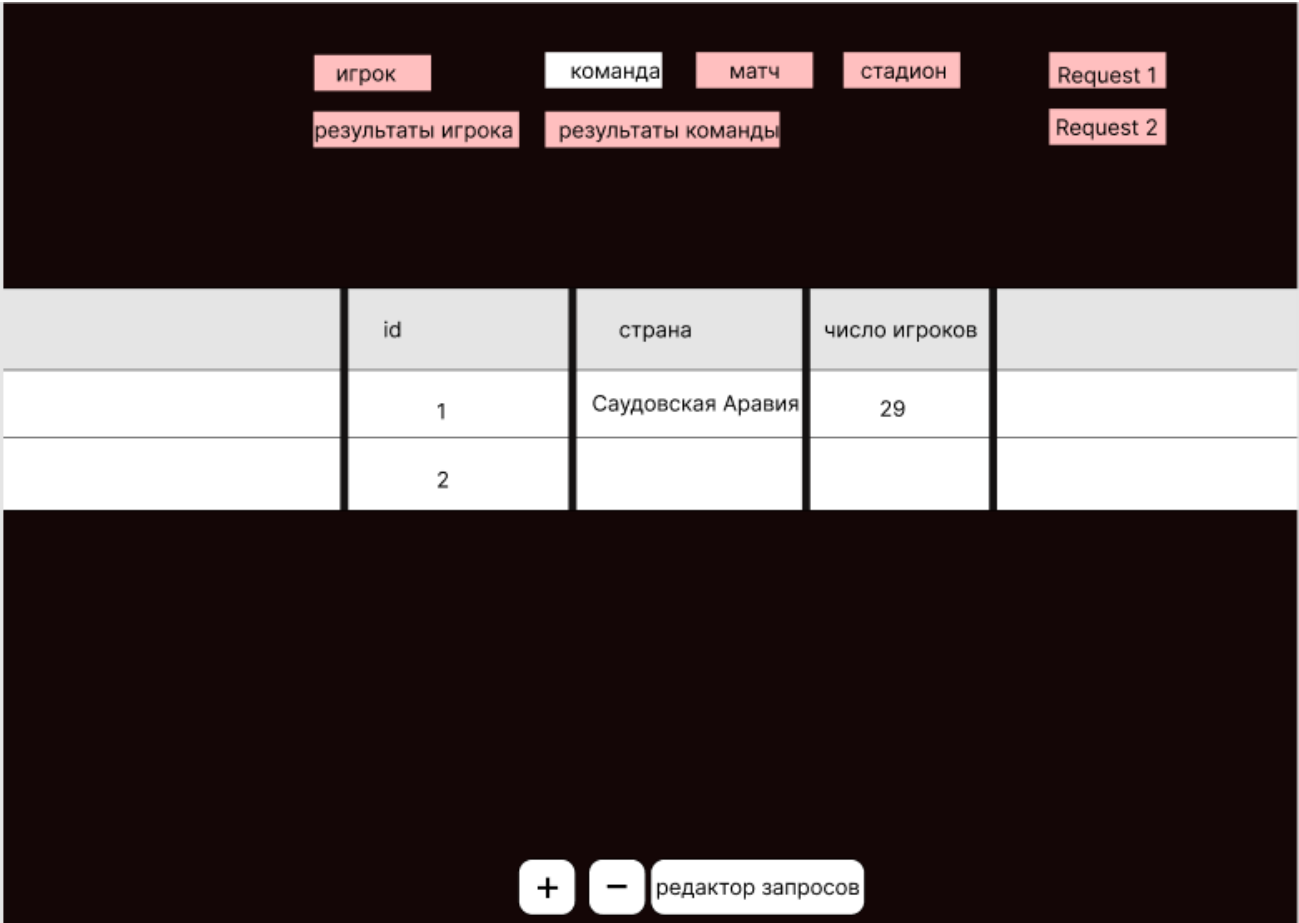 игрок
команда
матч
стадион
Request 1
результаты игрока
результаты команды
Request 2
id
страна
число игроков
1
Саудовская Аравия
29
2
+
−
редактор запросов